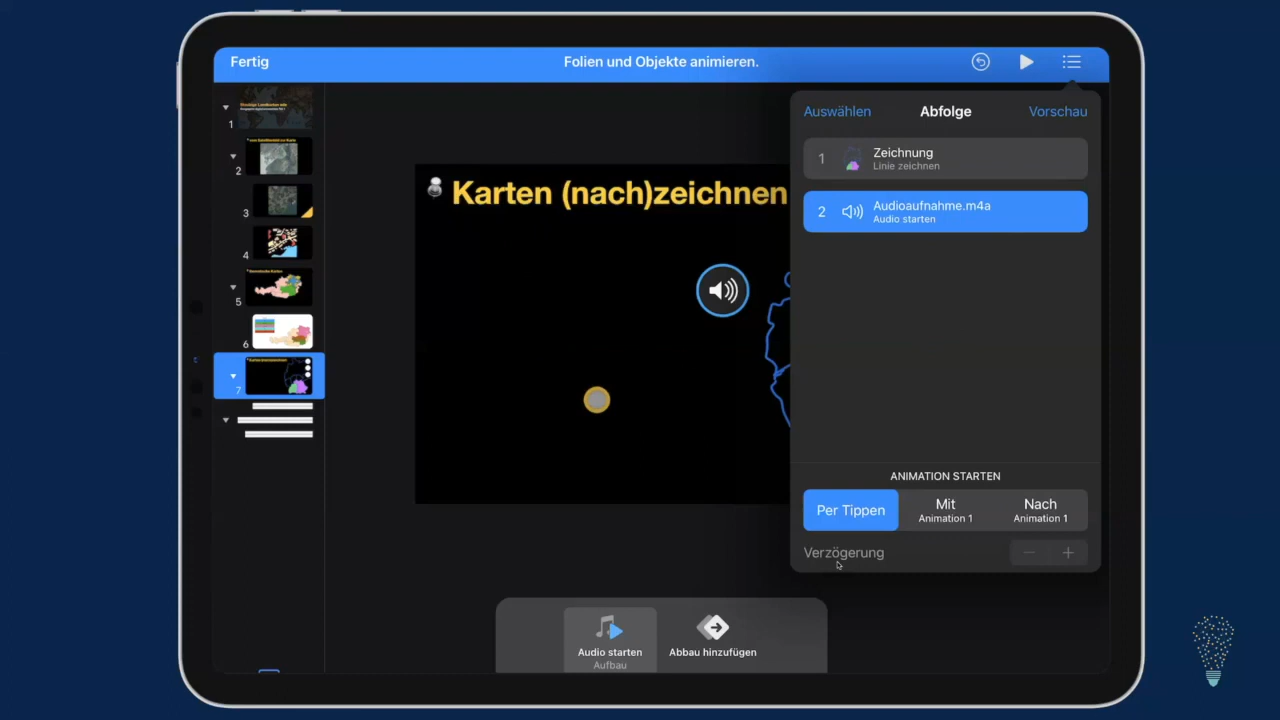 Fertig
Folien und Objekte animieren.
Auswählen
Abfolge
Vorschau
1
1
Zeichnung
Linie zeichnen
2
Karten (nach)zeichnen
2
Audioaufnahme.m4a
Audio starten
3
4
5
6
7
ANIMATION STARTEN
Per Tippen
Mit
Animation 1
Nach
Animation 1
Verzögerung
Audio starten
Aufbau
Abbau hinzufügen